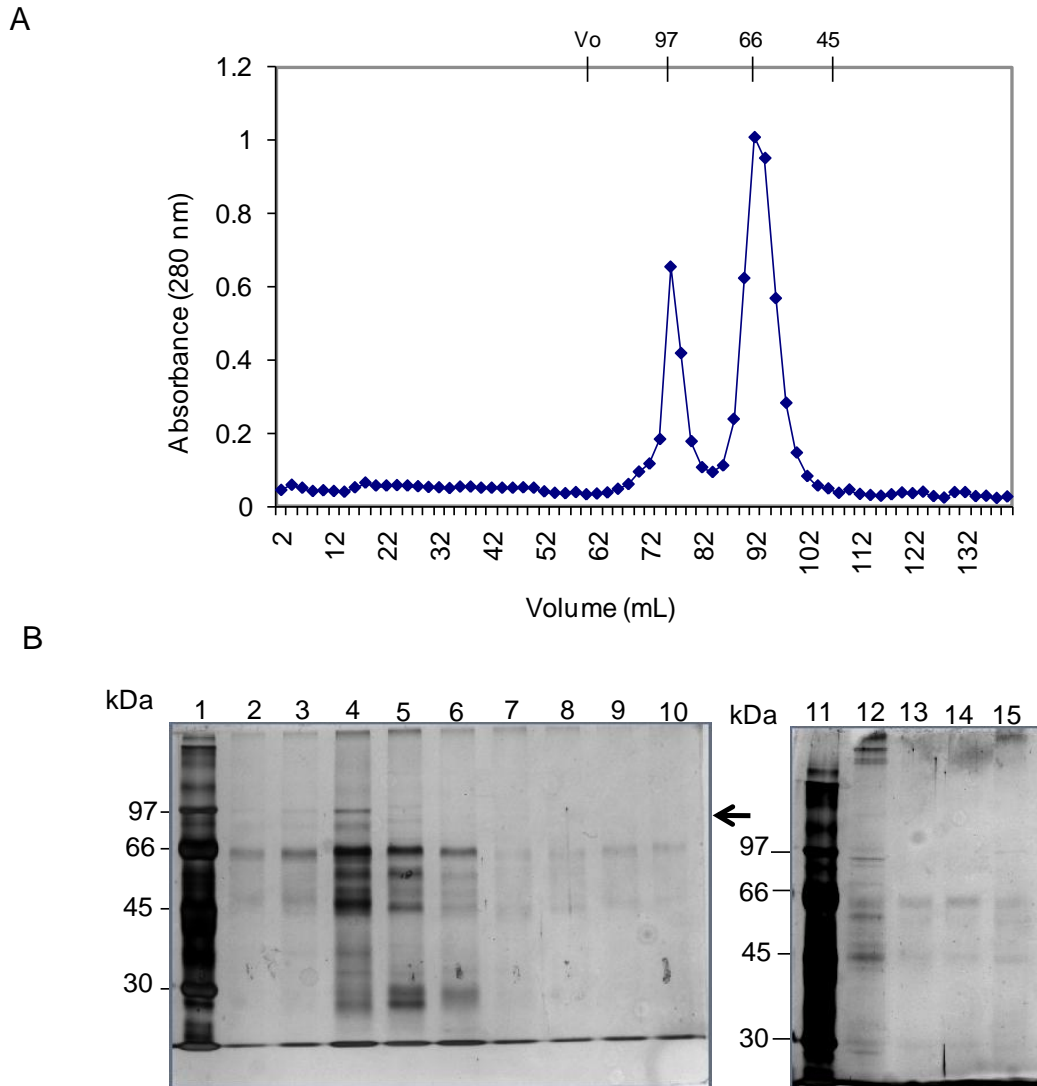 A
Vo 97 66 45
1.2
1
0.8
0.6
0.4
0.2
0
Absorbance (280 nm)
2 12 22 32 42 52 62 72 82 92 102 112 122 132
Volume (mL)
B
kDa 1 2 3 4 5 6 7 8 9 10
97
66
45
30
kDa 11 12 13 14 15
97
66
45
30